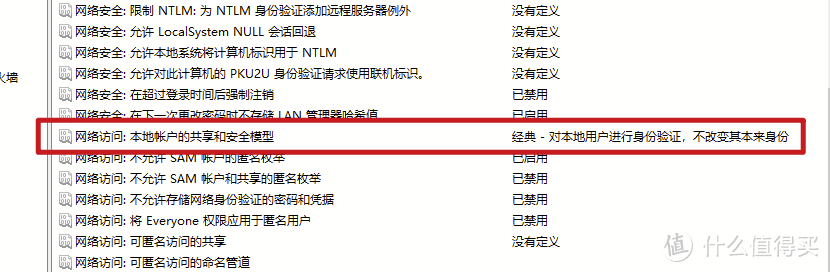 网络安全: 限制 NTLM: 为 NTLM 身份验证添加远程服务器例外 没有定义
网络安全: 允许 LocalSystem NULL 会话回退 没有定义
网络安全: 允许本地系统将计算机标识用于 NTLM 没有定义
火墙 网络安全: 允许对此计算机的 PKU2U 身份验证请求使用联机标识。 没有定义
网络安全: 在超过登录时间后强制注销 已禁用
网络安全: 在下一次更改密码时不存储 LAN 管理器哈希值 已启用
网络访问: 本地帐户的共享和安全模型 经典 - 对本地用户进行身份验证，不改变其本来身份
网络访问: 不允许 SAM 帐户的匿名枚举 已启用
网络访问: 不允许 SAM 帐户和共享的匿名枚举 已禁用
网络访问: 不允许存储网络身份验证的密码和凭据 已禁用
网络访问: 将 Everyone 权限应用于匿名用户 已禁用
网络访问: 可匿名访问的共享 没有定义
网络访问: 可匿名访问的命名管道
值 什么值得买